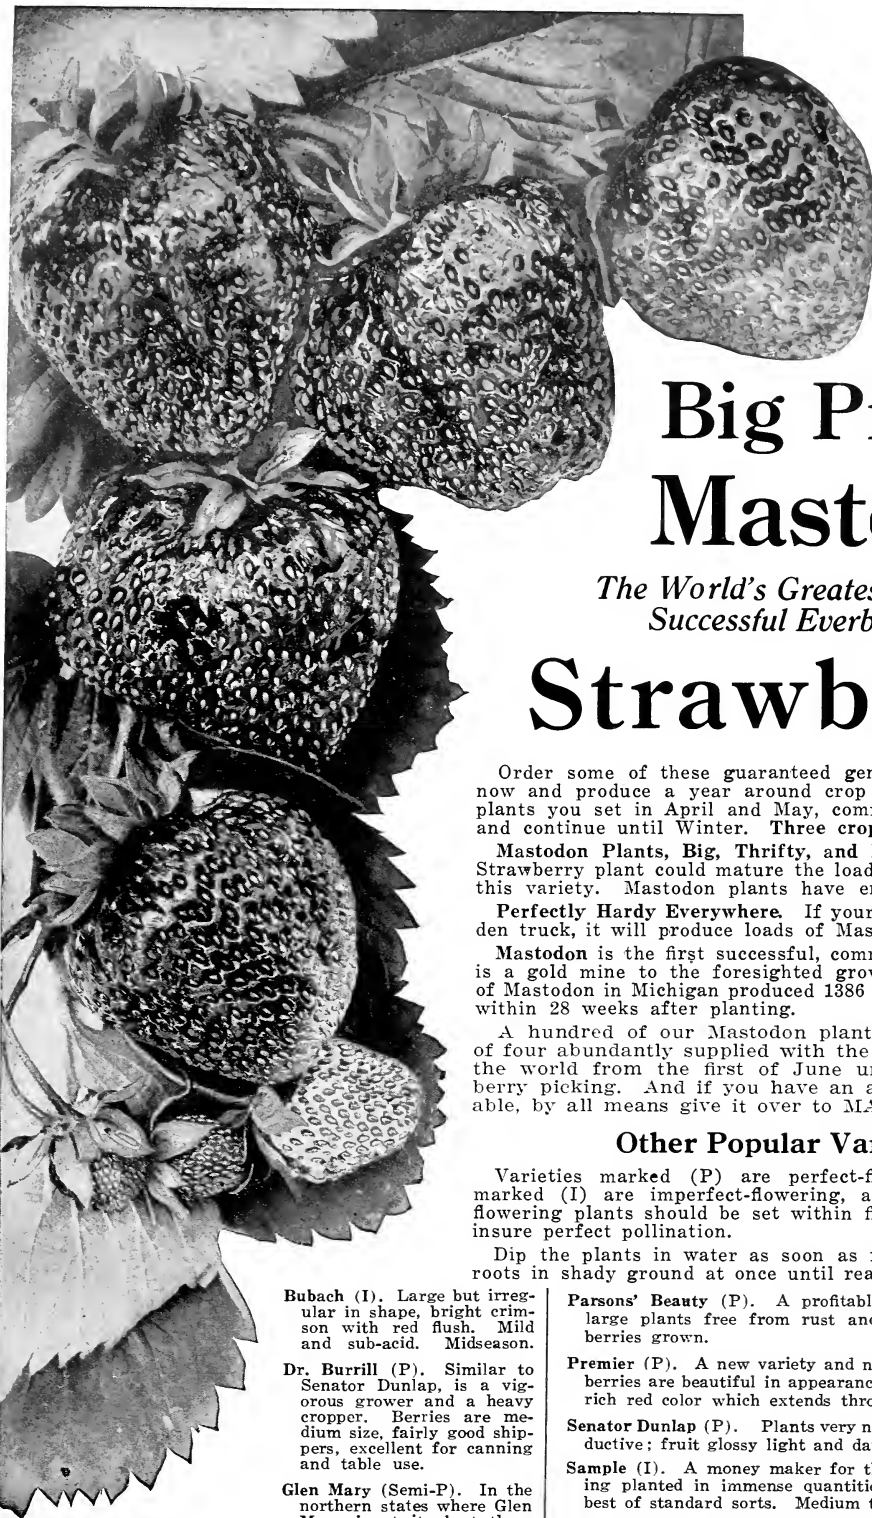 Big P
Mast
The World's Greates
Successful Everb
Strawb
Order some of these guaranteed gen
now and produce a year around crop
plants you set in April and May, com
and continue until Winter. Three crop
Mastodon Plants, Big, Thrifty, and
Strawberry plant could mature the load
this variety. Mastodon plants have e
Perfectly Hardy Everywhere. If your
den truck, it will produce loads of Mas
Mastodon is the first successful, comm
is a gold mine to the foresighted grow
of Mastodon in Michigan produced 1386
within 28 weeks after planting.
A hundred of our Mastodon plant
of four abundantly supplied with the
the world from the first of June u
berry picking. And if you have an a
able, by all means give it over to MA
Other Popular Var
Varieties marked (P) are perfect-f
marked (I) are imperfect-flowering, a
flowering plants should be set within f
insure perfect pollination.
Dip the plants in water as soon as
roots in shady ground at once until rea
Bubach (I). Large but irreg-
ular in shape, bright crim-
son with red flush. Mild
and sub-acid. Midseason.
Dr. Burrill (P). Similar to
Senator Dunlap, is a vig-
orous grower and a heavy
cropper. Berries are me-
dium size, fairly good ship-
pers, excellent for canning
and table use.
Glen Mary (Semi-P). In the
northern states where Glen
Parsons' Beauty (P). A profitabl
large plants free from rust and
berries grown.
Premier (P). A new variety and n
berries are beautiful in appearanc
rich red color which extends thro
Senator Dunlap (P). Plants very n
ductive; fruit glossy light and da
Sample (I). A money maker for t
ing planted in immense quantitie
best of standard sorts. Medium t